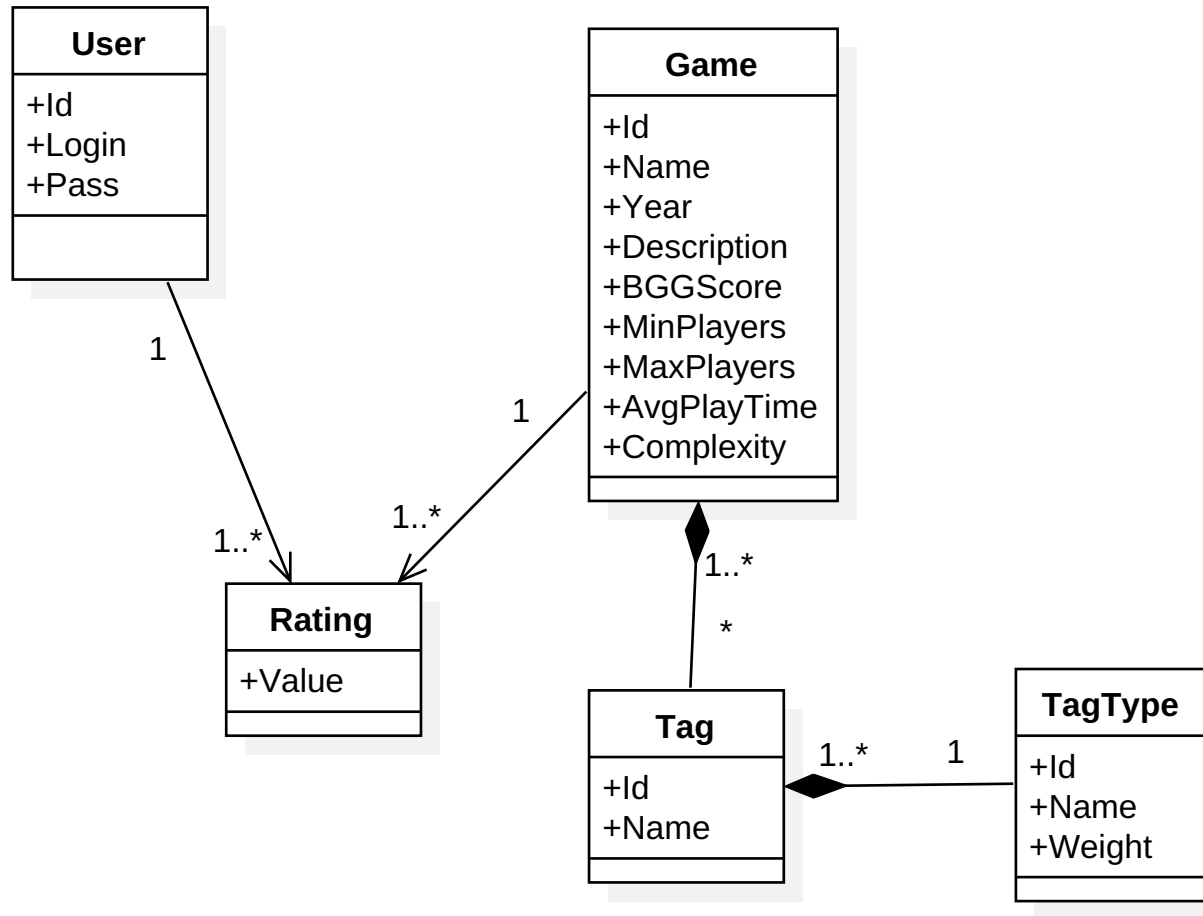 User
+Id
+Login
+Pass
Game
+Id
+Name
+Year
+Description
+BGGScore
+MinPlayers
+MaxPlayers
+AvgPlayTime
+Complexity
1
1..*
1
1..*
Rating
+Value
1..*
*
Tag
+Id
+Name
1..*
1
TagType
+Id
+Name
+Weight